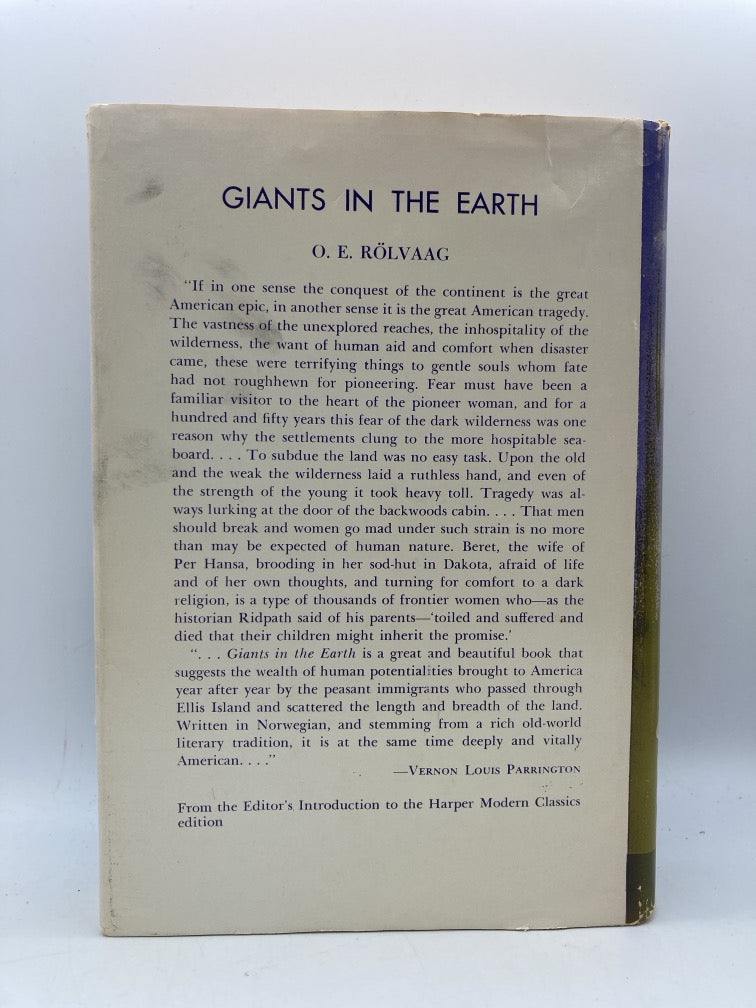 GIANTS IN THE EARTH
O. E. RÖLVAAG
"If in one sense the conquest of the continent is the great
American epic, in another sense it is the great American tragedy.
The vastness of the unexplored reaches, the inhospitality of the
wilderness, the want of human aid and comfort when disaster
came, these were terrifying things to gentle souls whom fate
had not roughhewn for pioneering. Fear must have been a
familiar visitor to the heart of the pioneer woman, and for a
hundred and fifty years this fear of the dark wilderness was one
reason why the settlements clung to the more hospitable sea-
board. . . . To subdue the land was no easy task. Upon the old
and the weak the wilderness laid a ruthless hand, and even of
the strength of the young it took heavy toll. Tragedy was al-
ways lurking at the door of the backwoods cabin. . . . That men
should break and women go mad under such strain is no more
than may be expected of human nature. Beret, the wife of
Per Hansa, brooding in her sod-hut in Dakota, afraid of life
and of her own thoughts, and turning for comfort to a dark
religion, is a type of thousands of frontier women who—as the
historian Ridpath said of his parents—'toiled and suffered and
died that their children might inherit the promise.'
". . . Giants in the Earth is a great and beautiful book that
suggests the wealth of human potentialities brought to America
year after year by the peasant immigrants who passed through
Ellis Island and scattered the length and breadth of the land.
Written in Norwegian, and stemming from a rich old-world
literary tradition, it is at the same time deeply and vitally
American. . . ."
—VERNON LOUIS PARRINGTON
From the Editor's Introduction to the Harper Modern Classics
edition